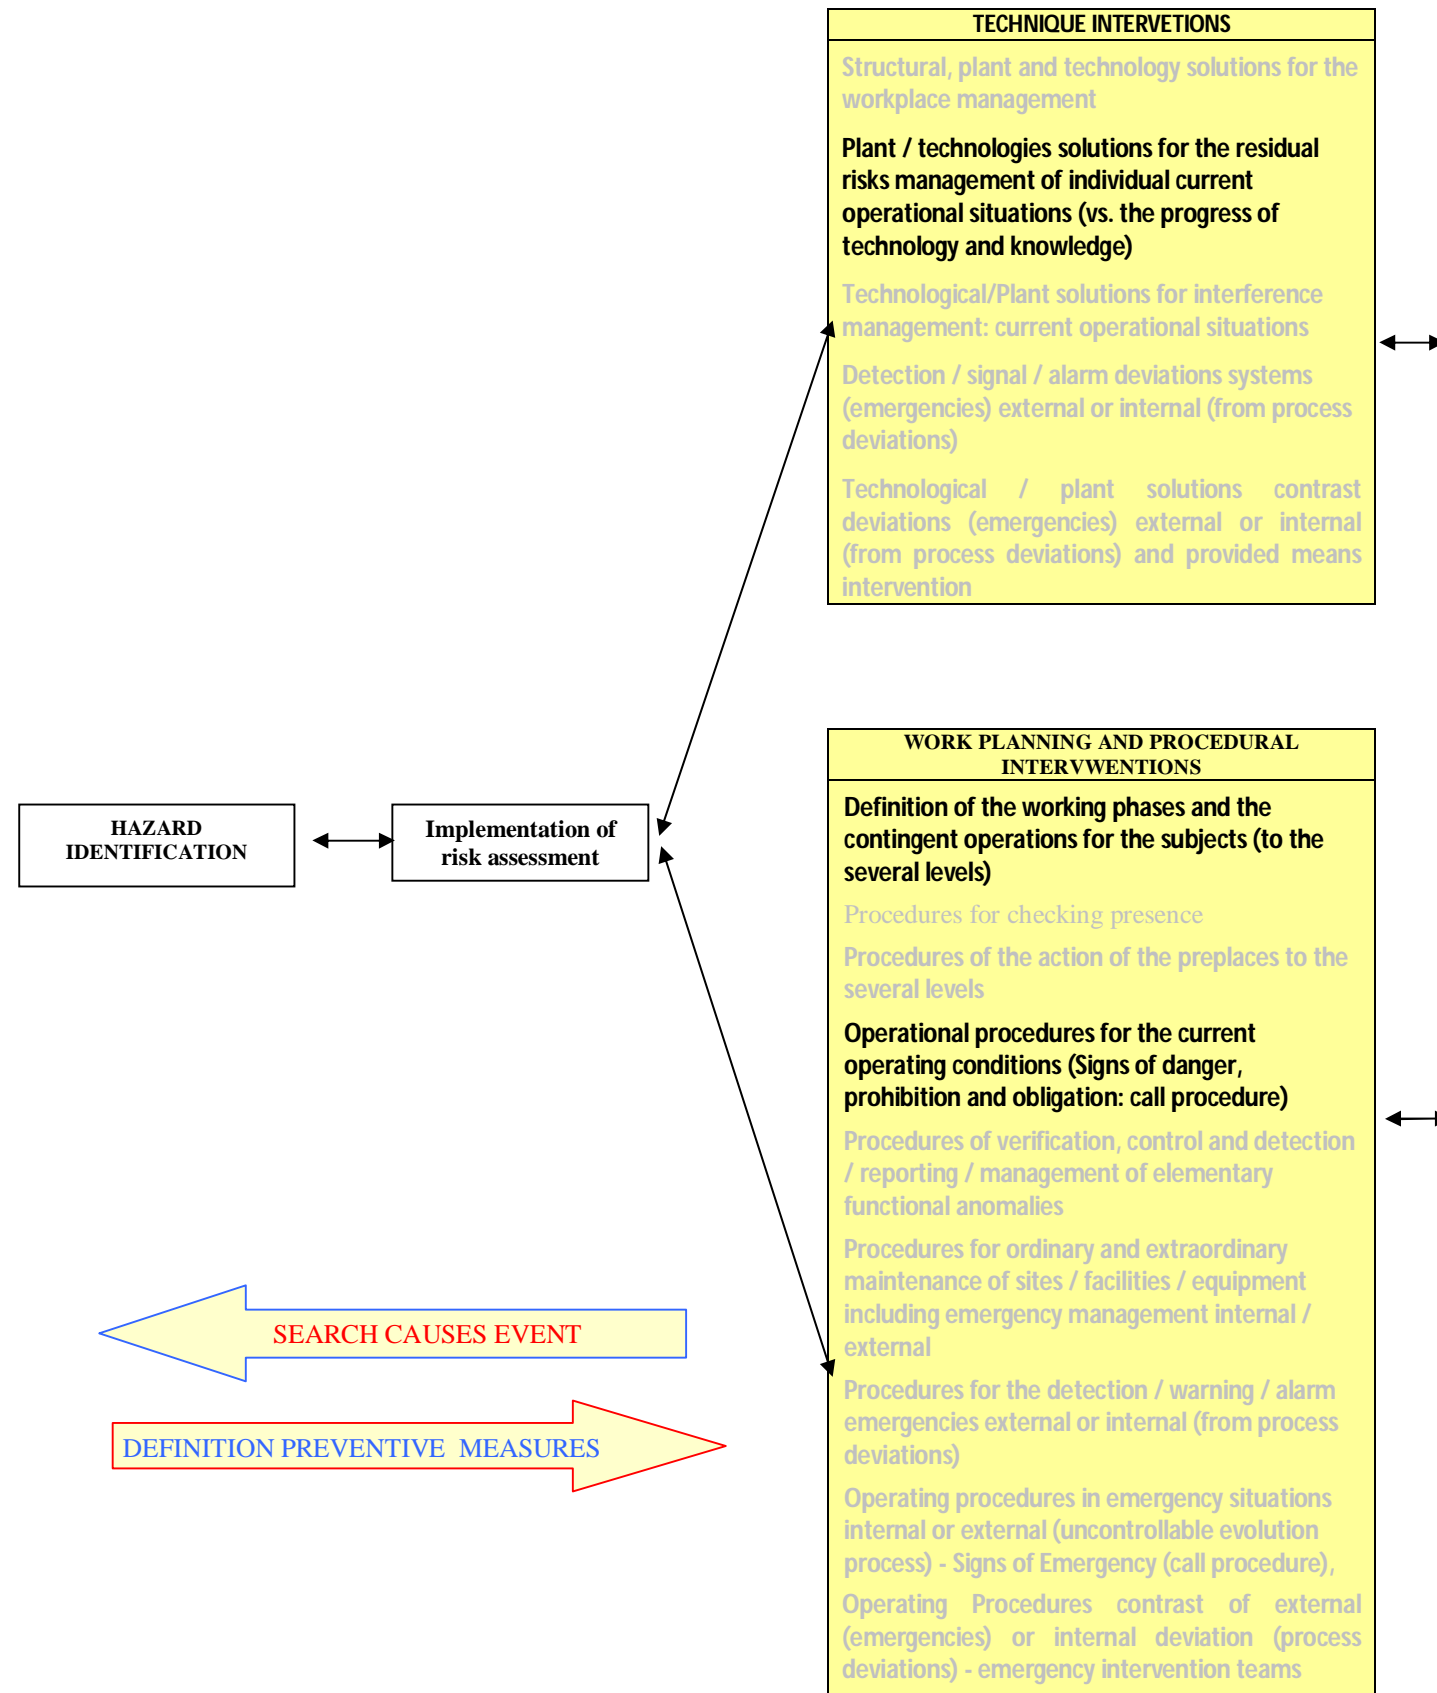 TECHNIQUE INTERVETIONS
Structural, plant and technology solutions for the
workplace management
Plant / technologies solutions for the residual
risks management of individual current
operational situations (vs. the progress of
technology and knowledge)
Technological/Plant solutions for interference
management: current operational situations
Detection / signal / alarm deviations systems
(emergencies) external or internal (from process
deviations)
Technological / plant solutions contrast
deviations (emergencies) external or internal
(from process deviations) and provided means
intervention
HAZARD
IDENTIFICATION
Implementation of
risk assessment
WORK PLANNING AND PROCEDURAL
INTERVWENTIONS
Definition of the working phases and the
contingent operations for the subjects (to the
several levels)
Procedures for checking presence
Procedures of the action of the preplaces to the
several levels
Operational procedures for the current
operating conditions (Signs of danger,
prohibition and obligation: call procedure)
Procedures of verification, control and detection
/ reporting / management of elementary
functional anomalies
Procedures for ordinary and extraordinary
maintenance of sites / facilities / equipment
including emergency management internal /
external
Procedures for the detection / warning / alarm
emergencies external or internal (from process
deviations)
Operating procedures in emergency situations
internal or external (uncontrollable evolution
process) - Signs of Emergency (call procedure),
Operating Procedures contrast of external
(emergencies) or internal deviation (process
deviations) - emergency intervention teams
SEARCH CAUSES EVENT
DEFINITION PREVENTIVE MEASURES